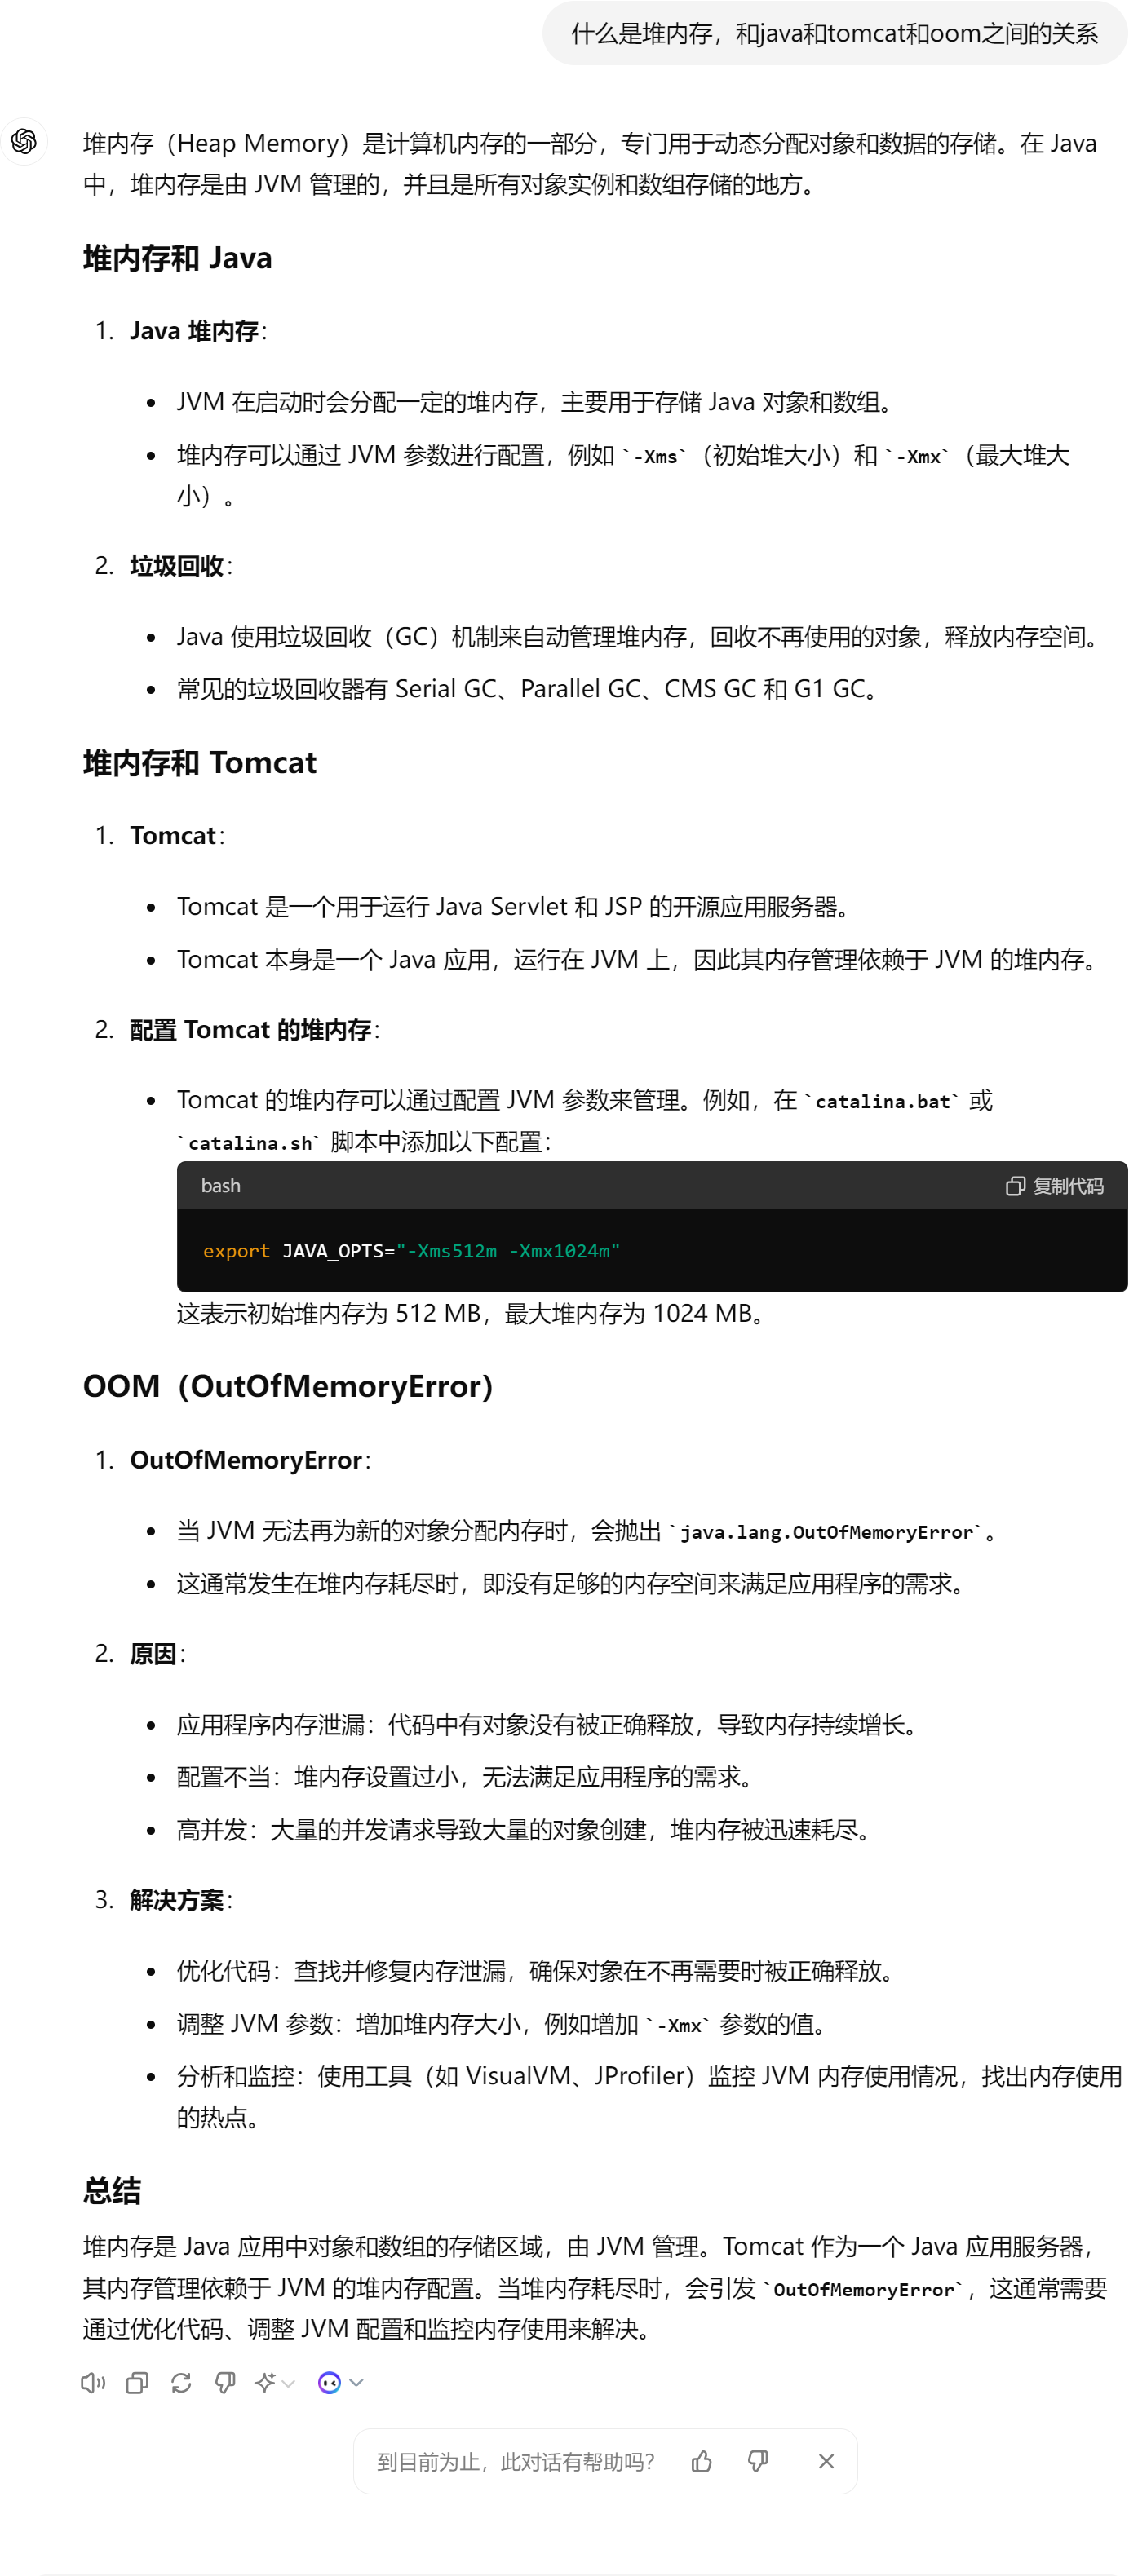 什么是堆内存，和java和tomcat和oom之间的关系
堆内存（Heap Memory）是计算机内存的一部分，专门用于动态分配对象和数据的存储。在 Java
中，堆内存是由 JVM 管理的，并且是所有对象实例和数组存储的地方。
堆内存和 Java
1. Java 堆内存：
• JVM 在启动时会分配一定的堆内存，主要用于存储 Java 对象和数组。
• 堆内存可以通过 JVM 参数进行配置，例如 `-Xms`（初始堆大小）和 `-Xmx`（最大堆大
小）。
2. 垃圾回收：
• Java 使用垃圾回收（GC）机制来自动管理堆内存，回收不再使用的对象，释放内存空间。
• 常见的垃圾回收器有 Serial GC、Parallel GC、CMS GC 和 G1 GC。
堆内存和 Tomcat
1. Tomcat：
• Tomcat 是一个用于运行 Java Servlet 和 JSP 的开源应用服务器。
• Tomcat 本身是一个 Java 应用，运行在 JVM 上，因此其内存管理依赖于 JVM 的堆内存。
2. 配置 Tomcat 的堆内存：
• Tomcat 的堆内存可以通过配置 JVM 参数来管理。例如，在 `catalina.bat` 或
`catalina.sh` 脚本中添加以下配置：
bash 复制代码
export JAVA_OPTS="-Xms512m -Xmx1024m"
这表示初始堆内存为 512 MB，最大堆内存为 1024 MB。
OOM（OutOfMemoryError）
1. OutOfMemoryError：
• 当 JVM 无法再为新的对象分配内存时，会抛出 `java.lang.OutOfMemoryError`。
• 这通常发生在堆内存耗尽时，即没有足够的内存空间来满足应用程序的需求。
2. 原因：
• 应用程序内存泄漏：代码中有对象没有被正确释放，导致内存持续增长。
• 配置不当：堆内存设置过小，无法满足应用程序的需求。
• 高并发：大量的并发请求导致大量的对象创建，堆内存被迅速耗尽。
3. 解决方案：
• 优化代码：查找并修复内存泄漏，确保对象在不再需要时被正确释放。
• 调整 JVM 参数：增加堆内存大小，例如增加 `-Xmx` 参数的值。
• 分析和监控：使用工具（如 VisualVM、JProfiler）监控 JVM 内存使用情况，找出内存使用
的热点。
总结
堆内存是 Java 应用中对象和数组的存储区域，由 JVM 管理。Tomcat 作为一个 Java 应用服务器，
其内存管理依赖于 JVM 的堆内存配置。当堆内存耗尽时，会引发 `OutOfMemoryError`，这通常需要
通过优化代码、调整 JVM 配置和监控内存使用来解决。
到目前为止，此对话有帮助吗？